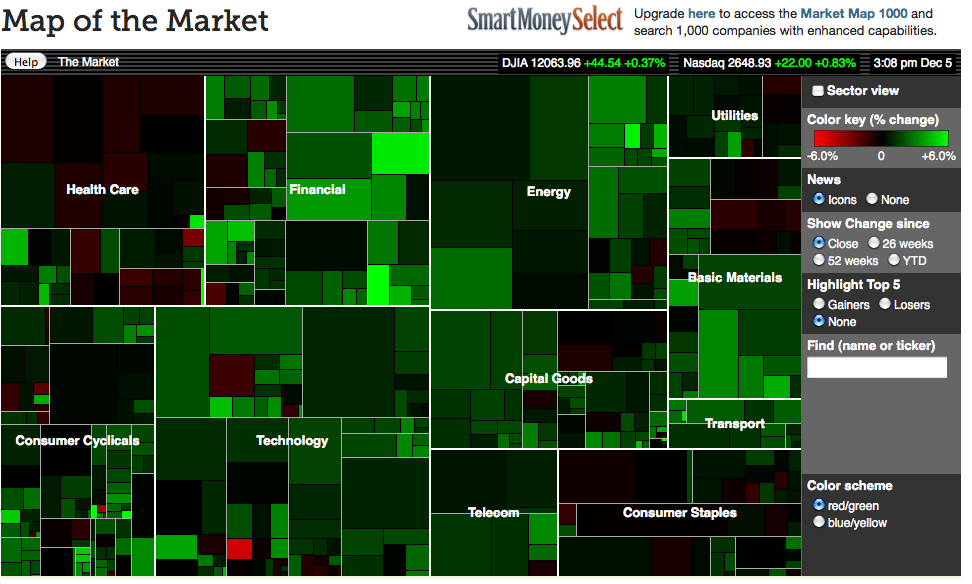 Map of the Market
SmartMoneySelect
Upgrade here to access the Market Map 1000 and
search 1,000 companies with enhanced capabilities.
Help
The Market
DJIA 12063.96 +44.54 +0.37%
Nasdaq 2648.93 +22.00 +0.83%
3:08 pm Dec 5
Health Care
Financial
Energy
Utilities
Basic Materials
Capital Goods
Transport
Consumer Cyclicals
Technology
Telecom
Consumer Staples
Sector view
Color key (% change)
-6.0% 0 +6.0%
News
Icons None
Show Change since
Close 26 weeks
52 weeks YTD
Highlight Top 5
Gainers Losers
None
Find (name or ticker)
Color scheme
red/green
blue/yellow